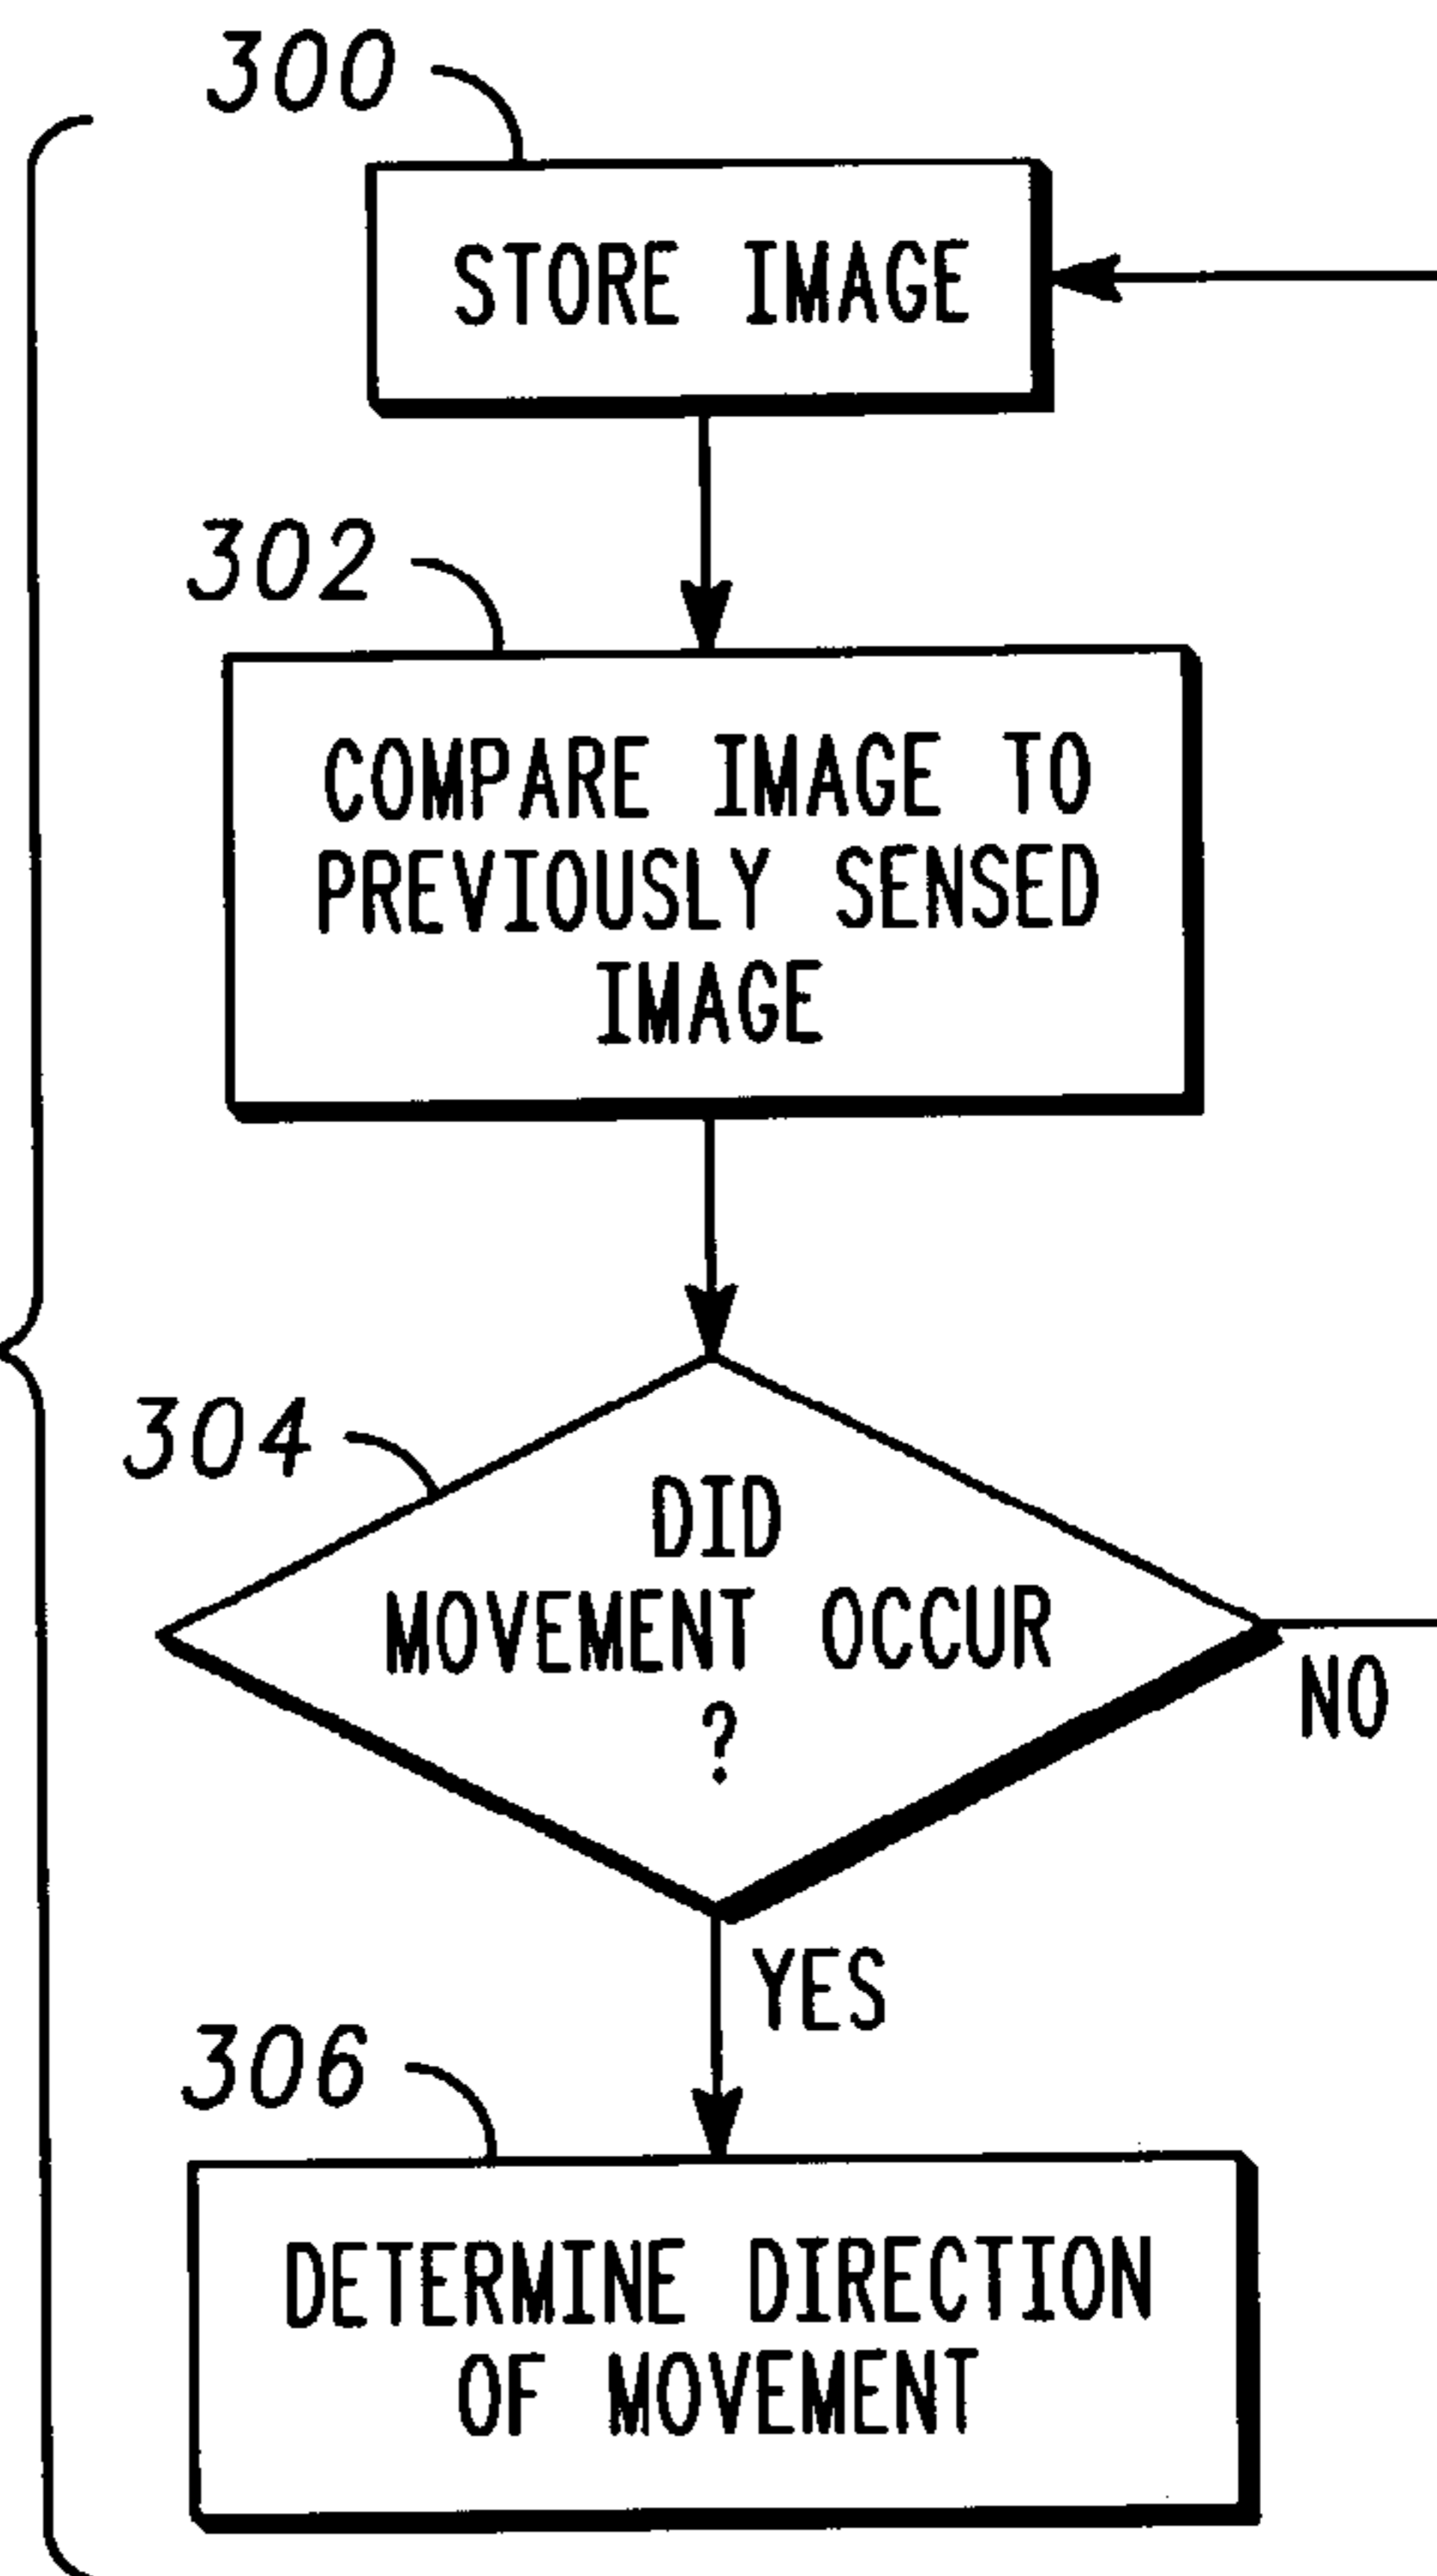 300
STORE IMAGE
302
COMPARE IMAGE TO
PREVIOUSLY SENSED
IMAGE
304
DID
MOVEMENT OCCUR
?
NO
YES
306
DETERMINE DIRECTION
OF MOVEMENT